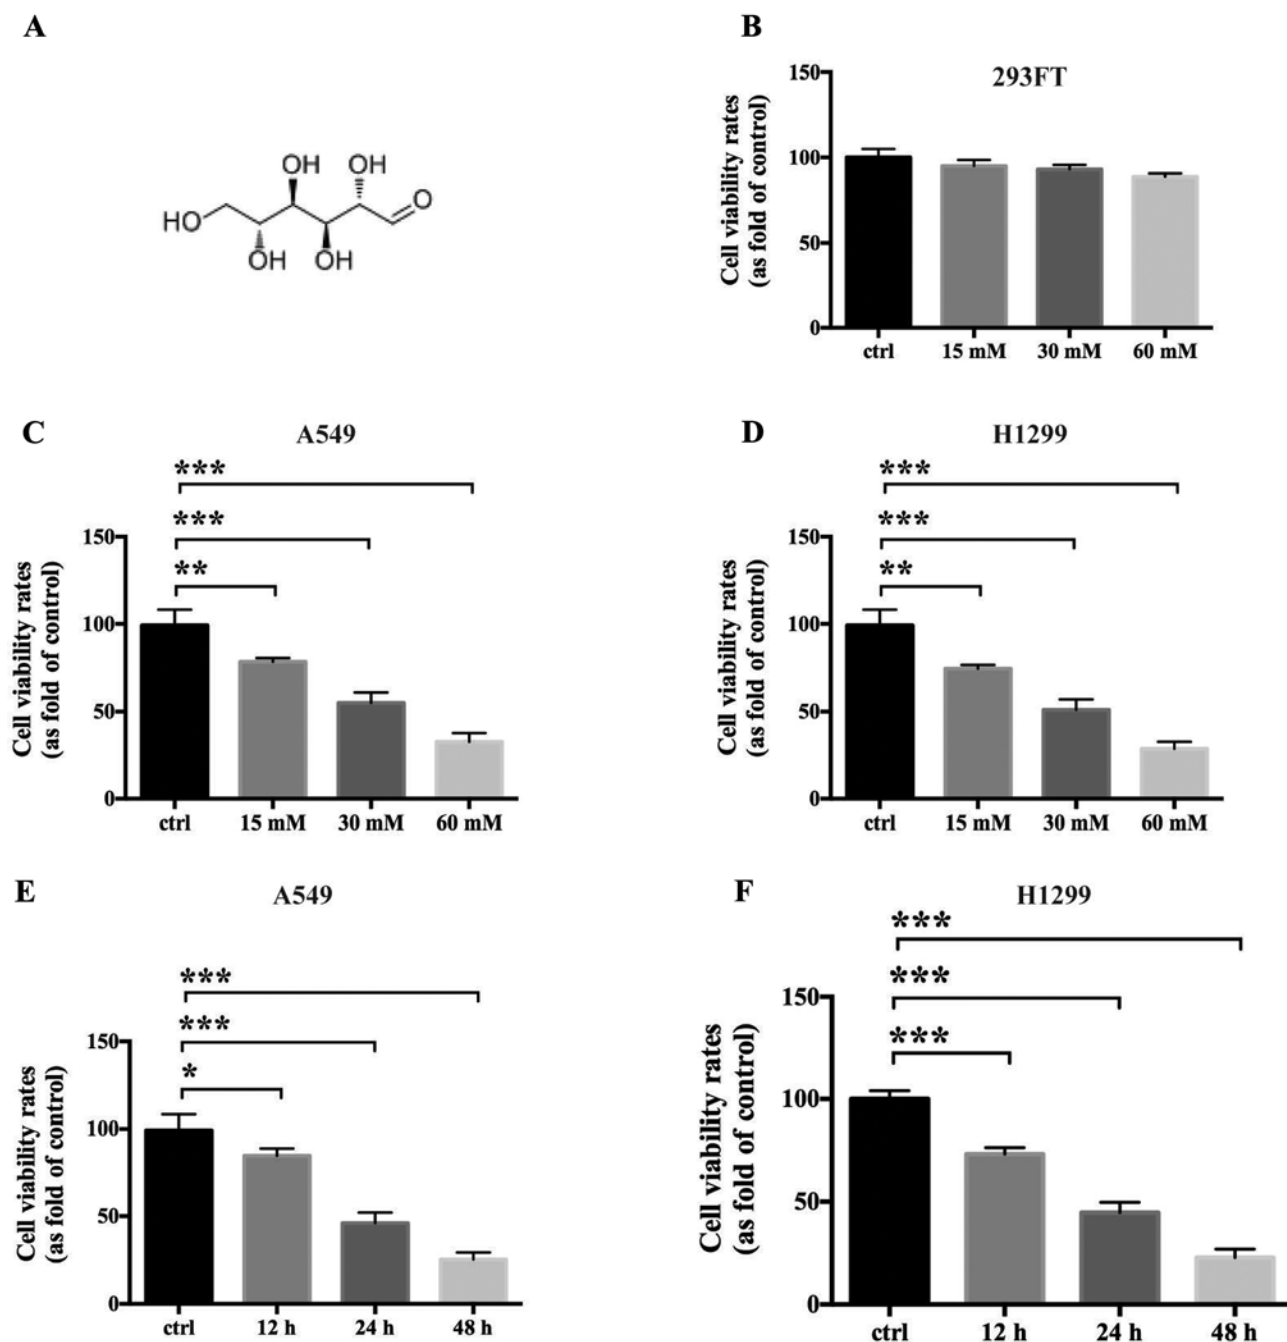 A
OH
OH
O
HO
OH
OH
B
293FT
Cell viability rates
(as fold of control)
150
100
50
0
ctrl
15 mM
30 mM
60 mM
C
A549
***
***
**
Cell viability rates
(as fold of control)
150
100
50
0
ctrl
15 mM
30 mM
60 mM
D
H1299
***
***
**
Cell viability rates
(as fold of control)
150
100
50
0
ctrl
15 mM
30 mM
60 mM
E
A549
***
***
*
Cell viability rates
(as fold of control)
150
100
50
0
ctrl
12 h
24 h
48 h
F
H1299
***
***
***
Cell viability rates
(as fold of control)
150
100
50
0
ctrl
12 h
24 h
48 h